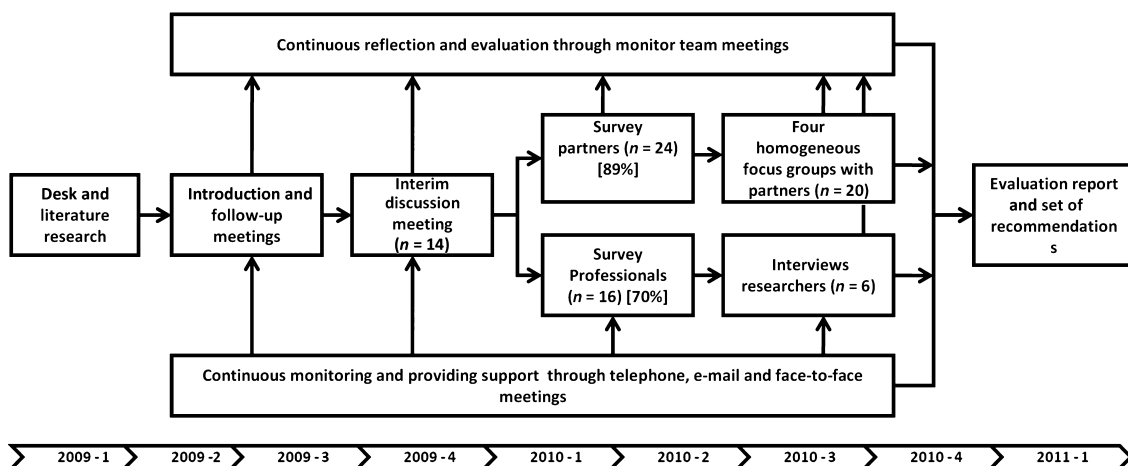 Continuous reflection and evaluation through monitor team meetings
Desk and
literature
research
Introduction and
follow-up
meetings
Interim
discussion
meeting
(n = 14)
Survey
partners (n = 24)
[89%]
Four
homogeneous
focus groups with
partners (n = 20)
Survey
Professionals
(n = 16) [70%]
Interviews
researchers (n = 6)
Evaluation report
and set of
recommendation
s
Continuous monitoring and providing support through telephone, e-mail and face-to-face
meetings
2009 - 1 2009 - 2 2009 - 3 2009 - 4 2010 - 1 2010 - 2 2010 - 3 2010 - 4 2011 - 1